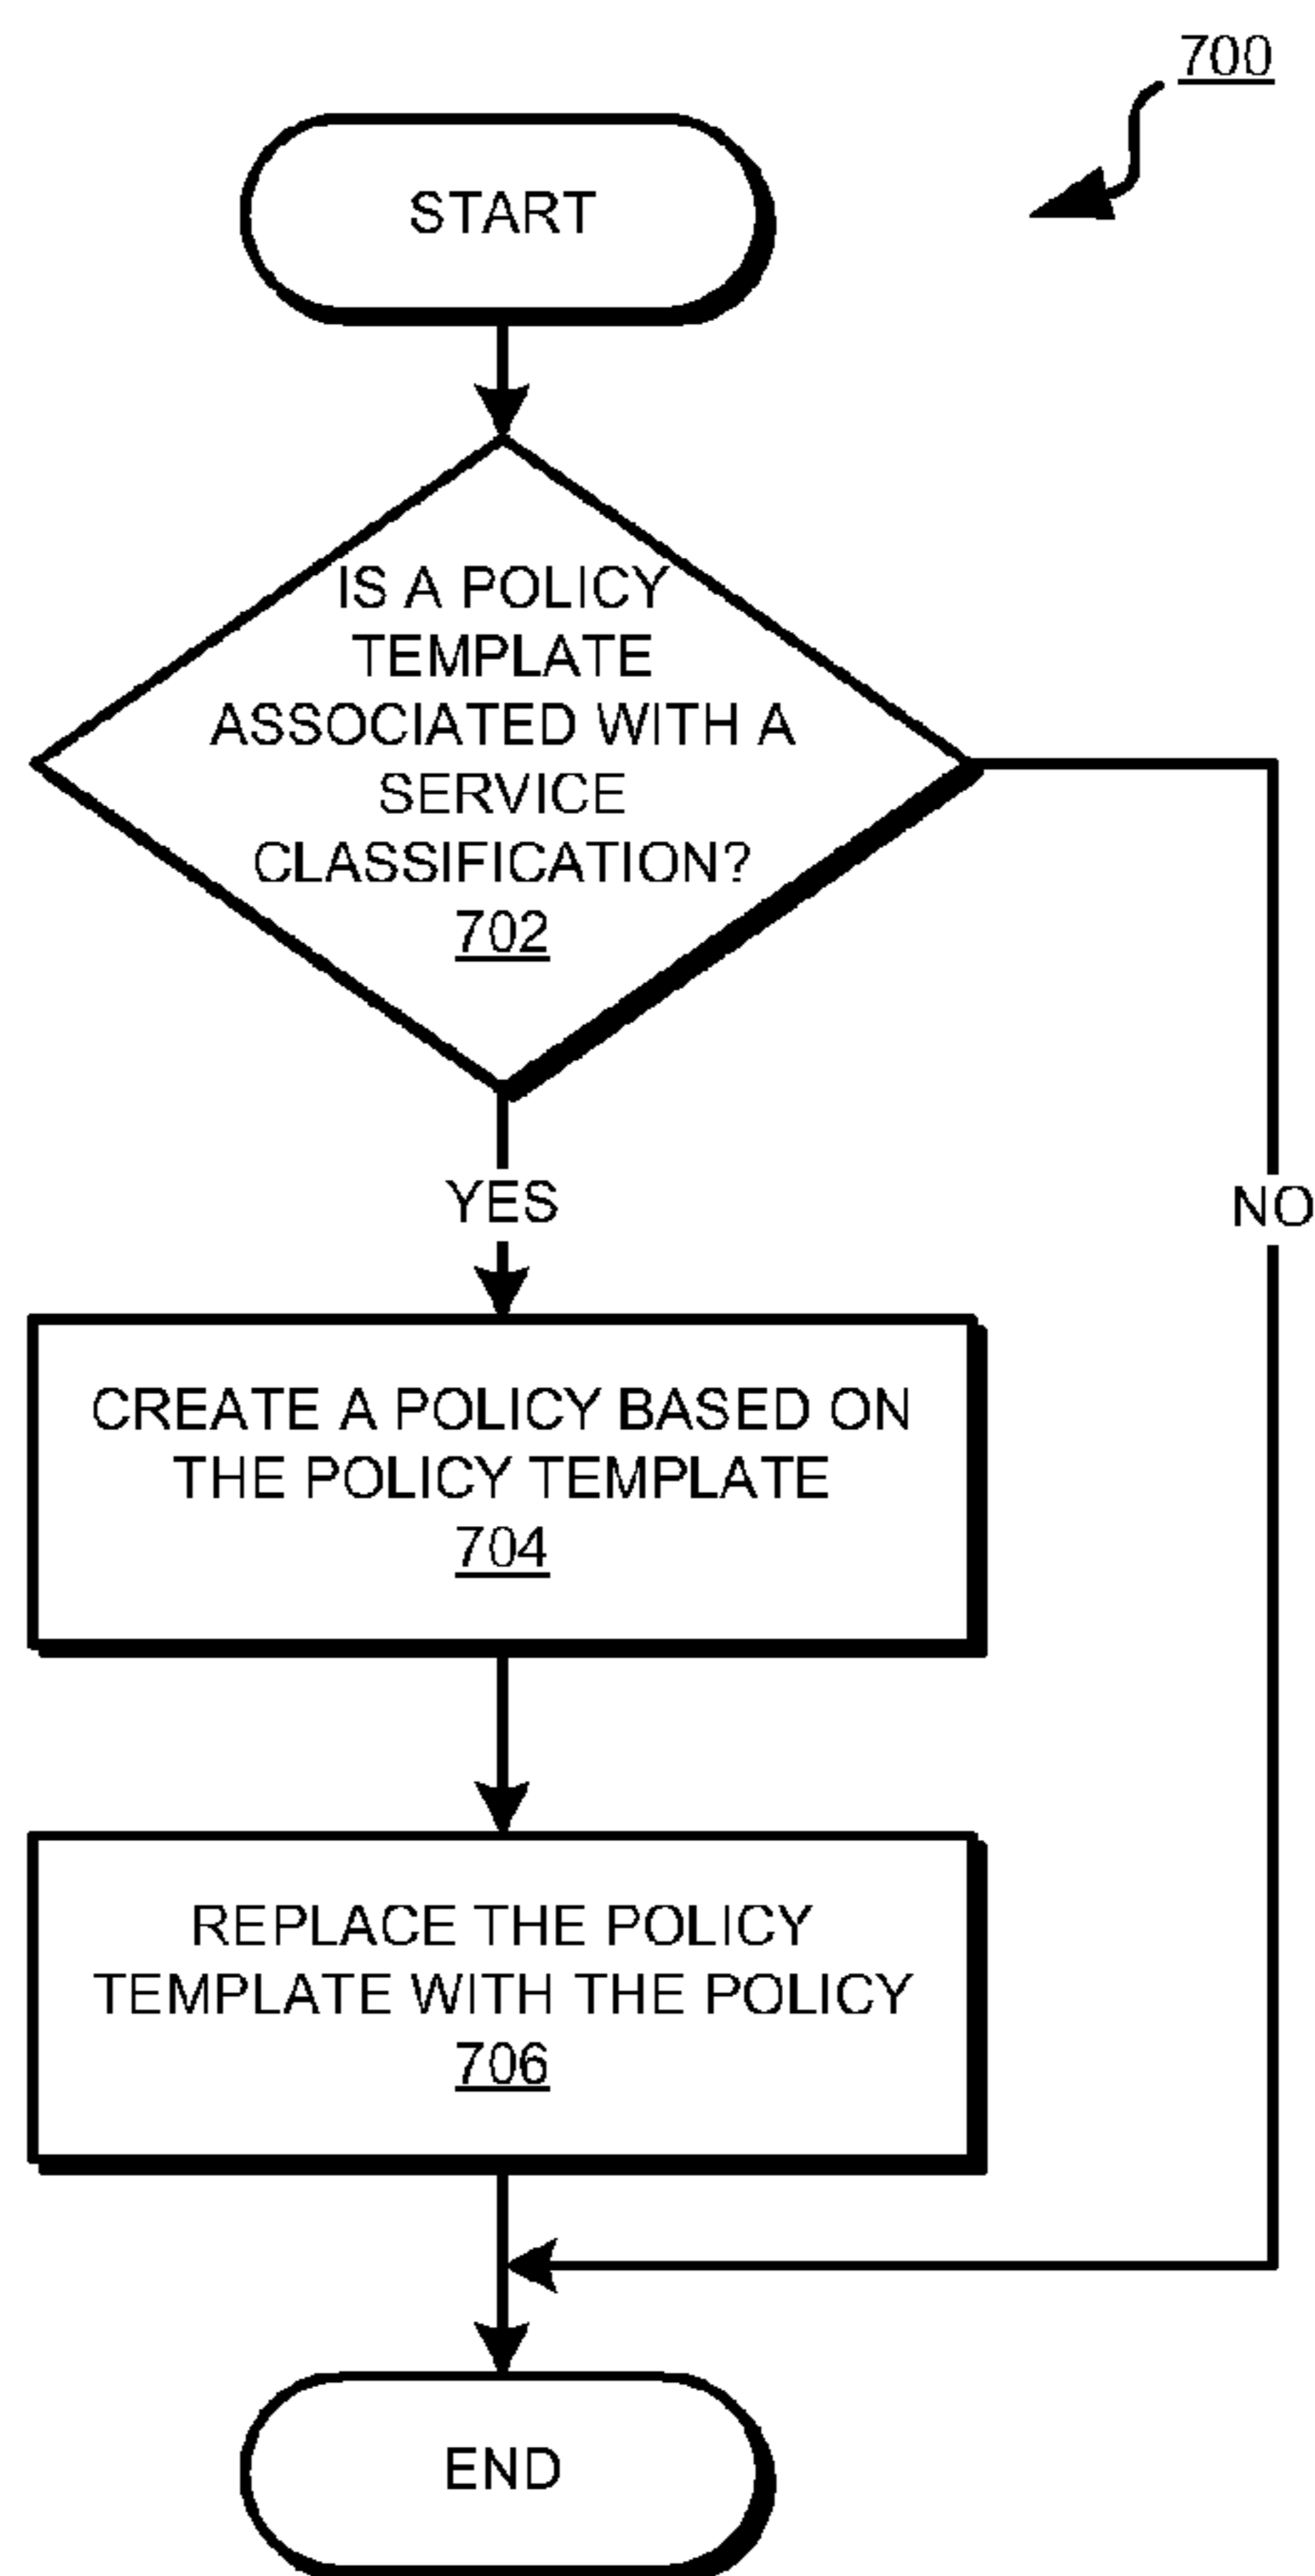 700
START
IS A POLICY
TEMPLATE
ASSOCIATED WITH A
SERVICE
CLASSIFICATION?
702
YES
NO
CREATE A POLICY BASED ON
THE POLICY TEMPLATE
704
REPLACE THE POLICY
TEMPLATE WITH THE POLICY
706
END